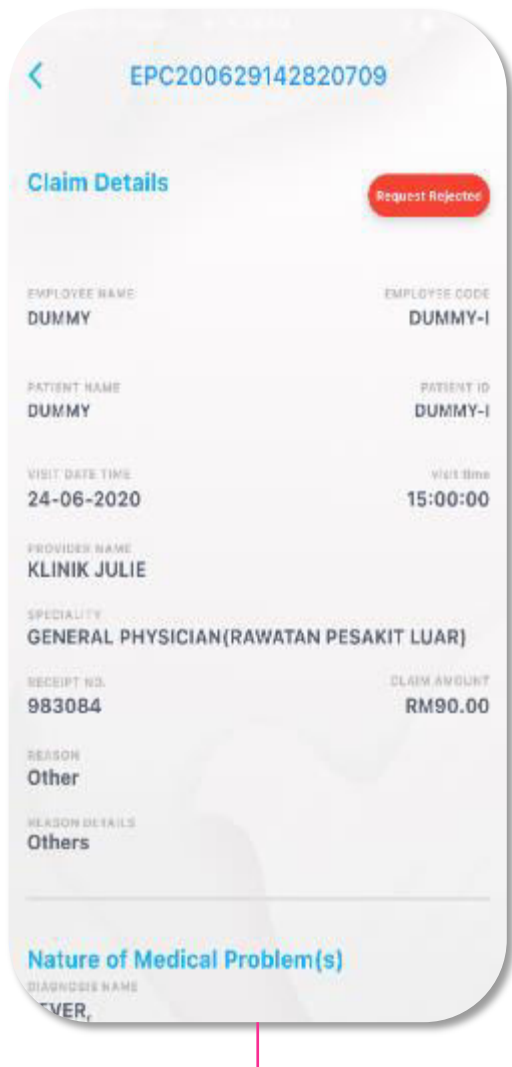 EPC200629142820709
Claim Details
Request Rejected
EMPLOYEE NAME EMPLOYEE CODE
DUMMY DUMMY-I
PATIENT NAME PATIENT ID
DUMMY DUMMY-I
VISIT DATE TIME visit time
24-06-2020 15:00:00
PROVIDER NAME
KLINIK JULIE
SPECIALITY
GENERAL PHYSICIAN(RAWATAN PESAKIT LUAR)
RECEIPT NO. CLAIM AMOUNT
983084 RM90.00
REASON
Other
REASON DETAILS
Others
Nature of Medical Problem(s)
DIAGNOSIS NAME